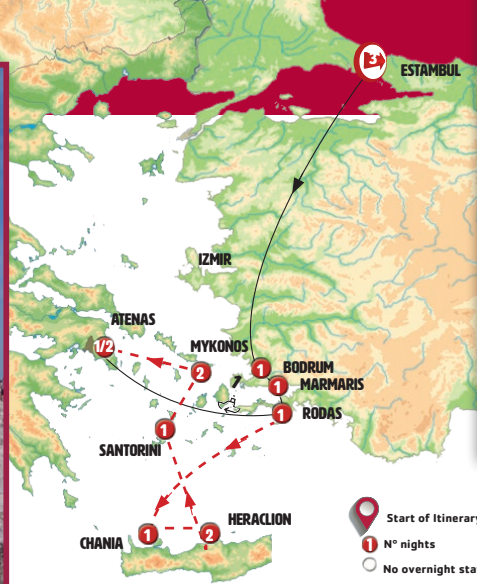 3
ESTAMBUL
IZMIR
ATENAS
1/2
MYKONOS
2
1
BODRUM
1
MARMARIS
1
RODAS
1
1
SANTORINI
HERACLION
1
2
CHANIA
Start of Itinerary
1 Nº nights
No overnight sta